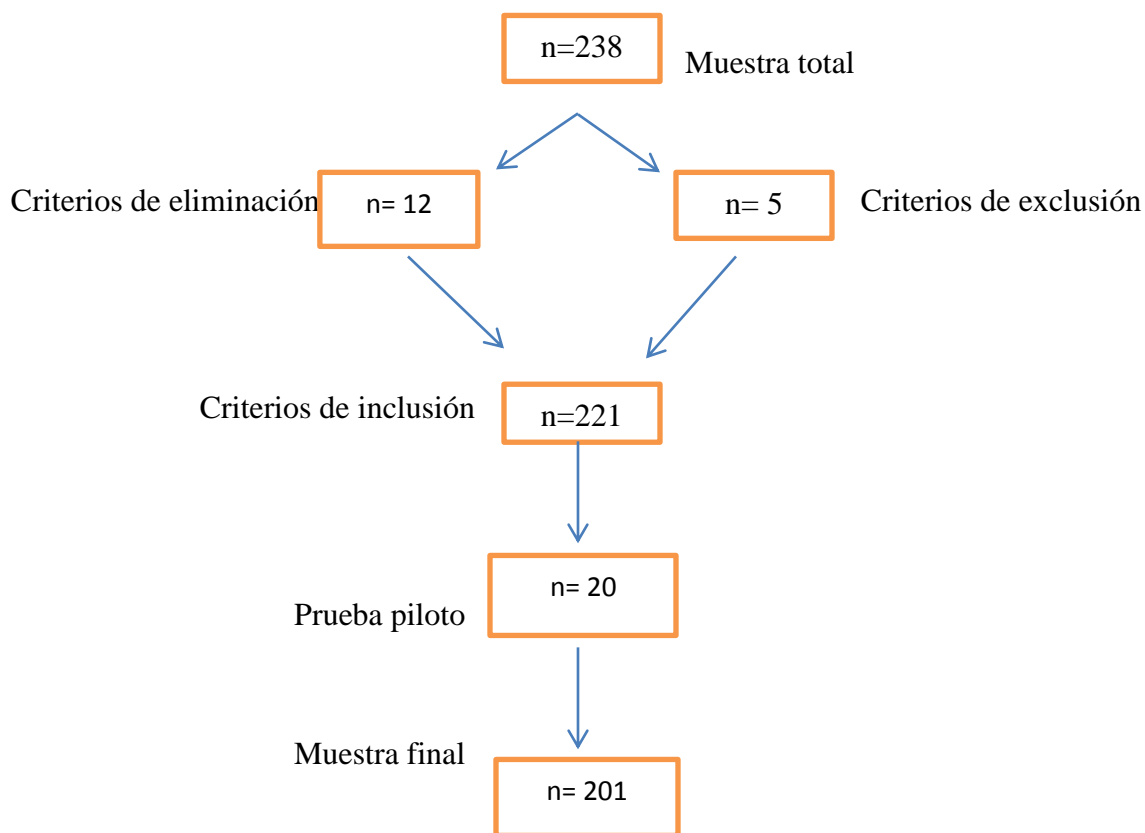 n=238
Muestra total
Criterios de eliminación
n= 12
n= 5
Criterios de exclusión
Criterios de inclusión
n=221
n= 20
Prueba piloto
Muestra final
n= 201